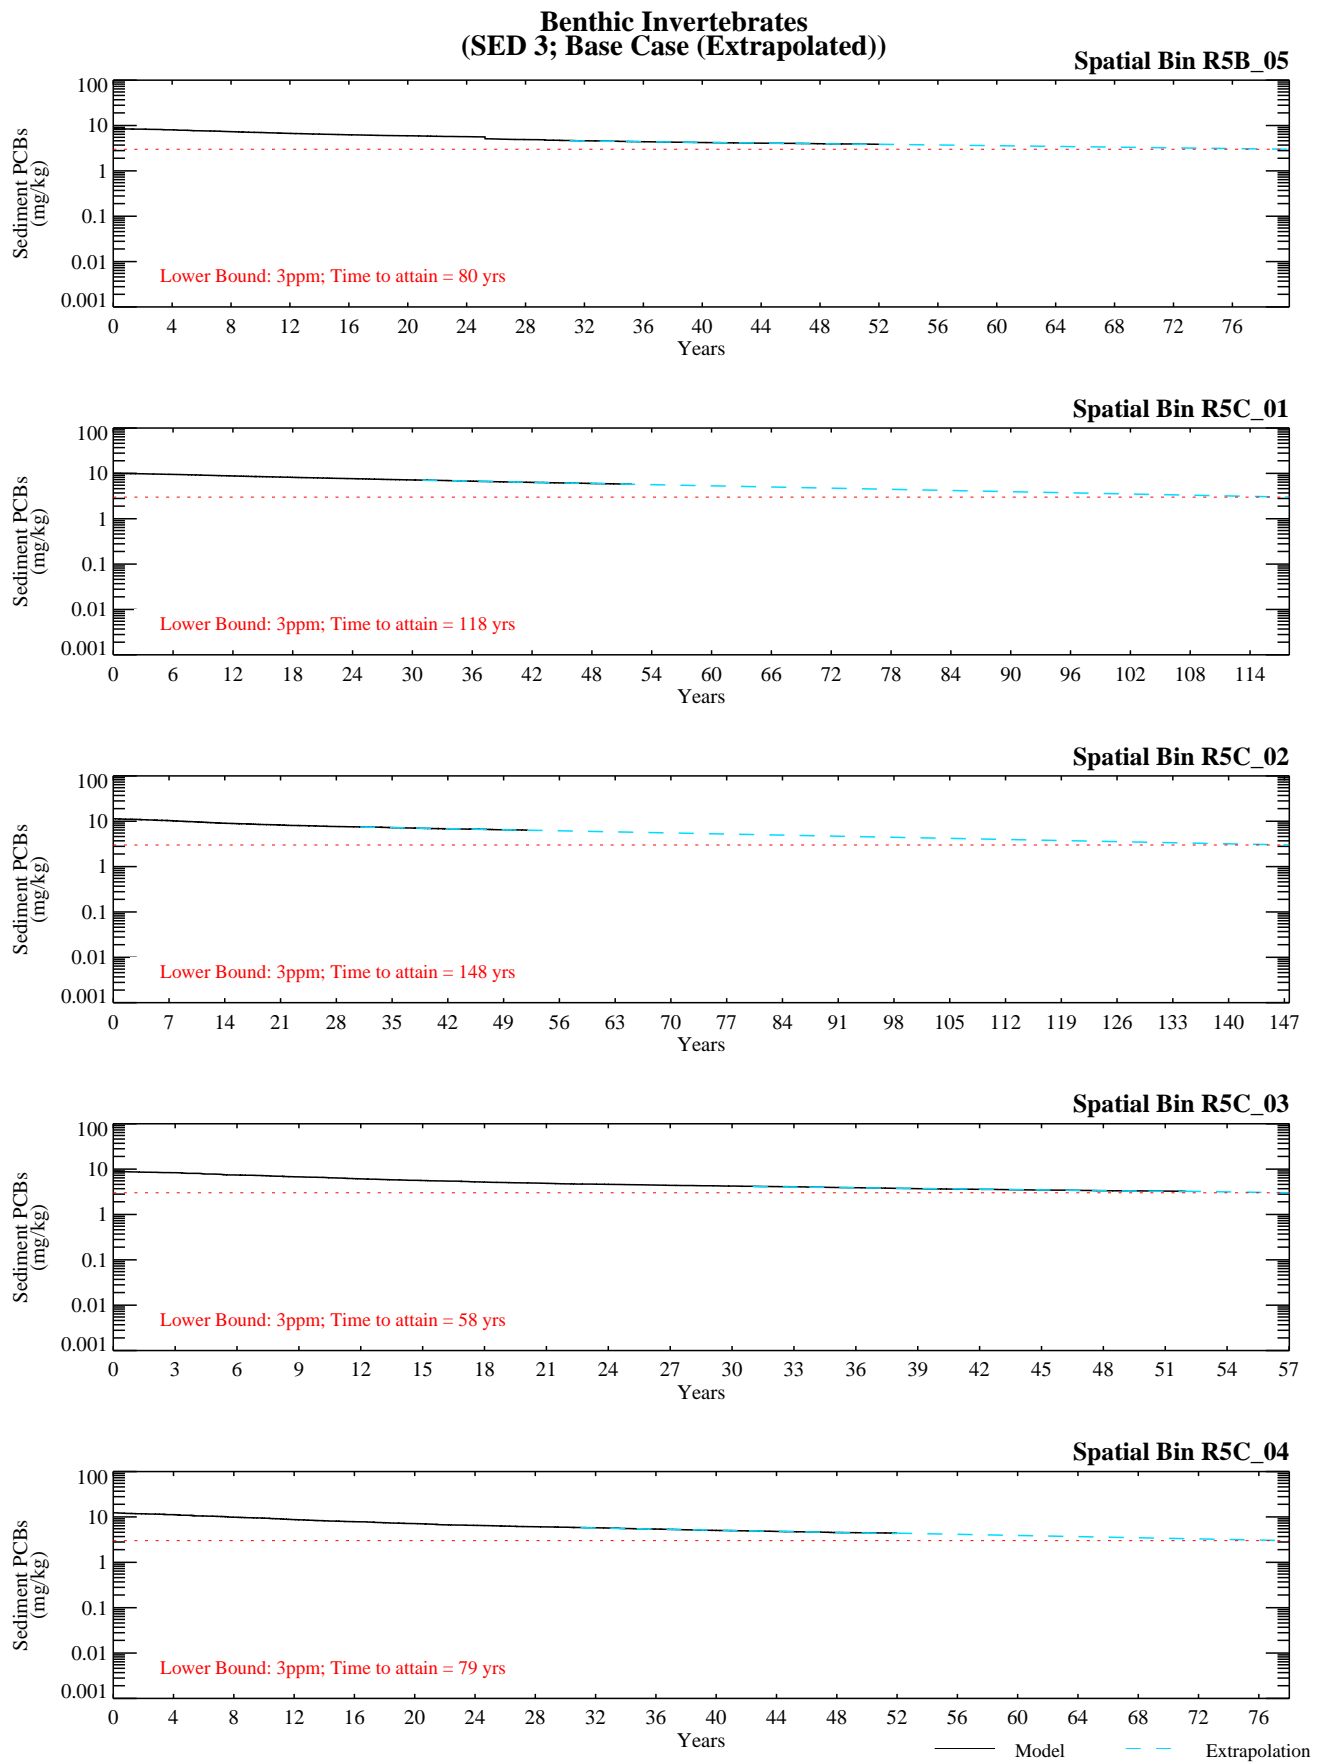 Benthic Invertebrates
(SED 3; Base Case (Extrapolated))
Spatial Bin R5B_05
100
10
1
0.1
0.01
0.001
Sediment PCBs
(mg/kg)
Lower Bound: 3ppm; Time to attain = 80 yrs
0 4 8 12 16 20 24 28 32 36 40 44 48 52 56 60 64 68 72 76
Years
Spatial Bin R5C_01
100
10
1
0.1
0.01
0.001
Sediment PCBs
(mg/kg)
Lower Bound: 3ppm; Time to attain = 118 yrs
0 6 12 18 24 30 36 42 48 54 60 66 72 78 84 90 96 102 108 114
Years
Spatial Bin R5C_02
100
10
1
0.1
0.01
0.001
Sediment PCBs
(mg/kg)
Lower Bound: 3ppm; Time to attain = 148 yrs
0 7 14 21 28 35 42 49 56 63 70 77 84 91 98 105 112 119 126 133 140 147
Years
Spatial Bin R5C_03
100
10
1
0.1
0.01
0.001
Sediment PCBs
(mg/kg)
Lower Bound: 3ppm; Time to attain = 58 yrs
0 3 6 9 12 15 18 21 24 27 30 33 36 39 42 45 48 51 54 57
Years
Spatial Bin R5C_04
100
10
1
0.1
0.01
0.001
Sediment PCBs
(mg/kg)
Lower Bound: 3ppm; Time to attain = 79 yrs
0 4 8 12 16 20 24 28 32 36 40 44 48 52 56 60 64 68 72 76
Years
Model Extrapolation